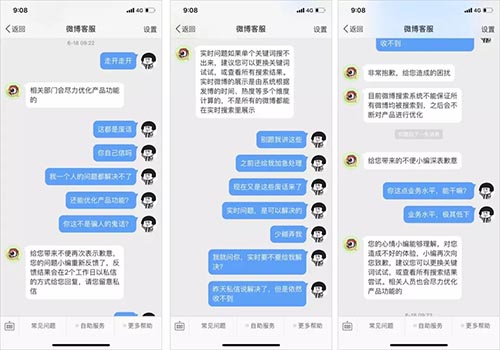 9:08
4G
返回
微博客服
设置
6-16 09:22
走开走开
相关部门会尽力优化产品功能
的
这都是废话
你自己信吗
我一个人的问题都解决不了
还能优化产品功能?
你这不是骗人的鬼话?
给您带来不便再次表示歉意,
您的问题小编重新反馈了,反
馈结果会在2个工作日以私信
的方式给您回复,请您留意私
信
常见问题
自助服务
更多帮助
9:08
4G
返回
微博客服
设置
实时问题如果单个关键词搜不
出来,建议您可以更换关键词
试试,或查看所有搜索结果。
实时微博的展示是由系统根据
发博的时间、热度等多个维度
计算的,不是所有的微博都能
在实时搜索里展示
别跟我讲这些
之前还给我加急处理
现在又是这些废话来了
实时问题,是可以解决的
少糊弄我
我就问你,实时要不要给我解
决?
昨天私信说解决了,但是依然
收不到
常见问题
自助服务
更多帮助
9:08
4G
返回
微博客服
设置
收不到
非常抱歉,给您造成的困扰
目前微博搜索系统不能保证所
有微博均被搜索到,之后会不
断对产品进行优化
给您带来的不便小编深表歉意
你这点业务水平,能干嘛?
业务水平,极其低下
您的心情小编能够理解,对您
造成不好的体验,小编再次向
您致歉,建议您可以更换关键
词试试,或查看所有搜索结果
尝试。相关人员也会尽力优化
产品功能的
常见问题
自助服务
更多帮助